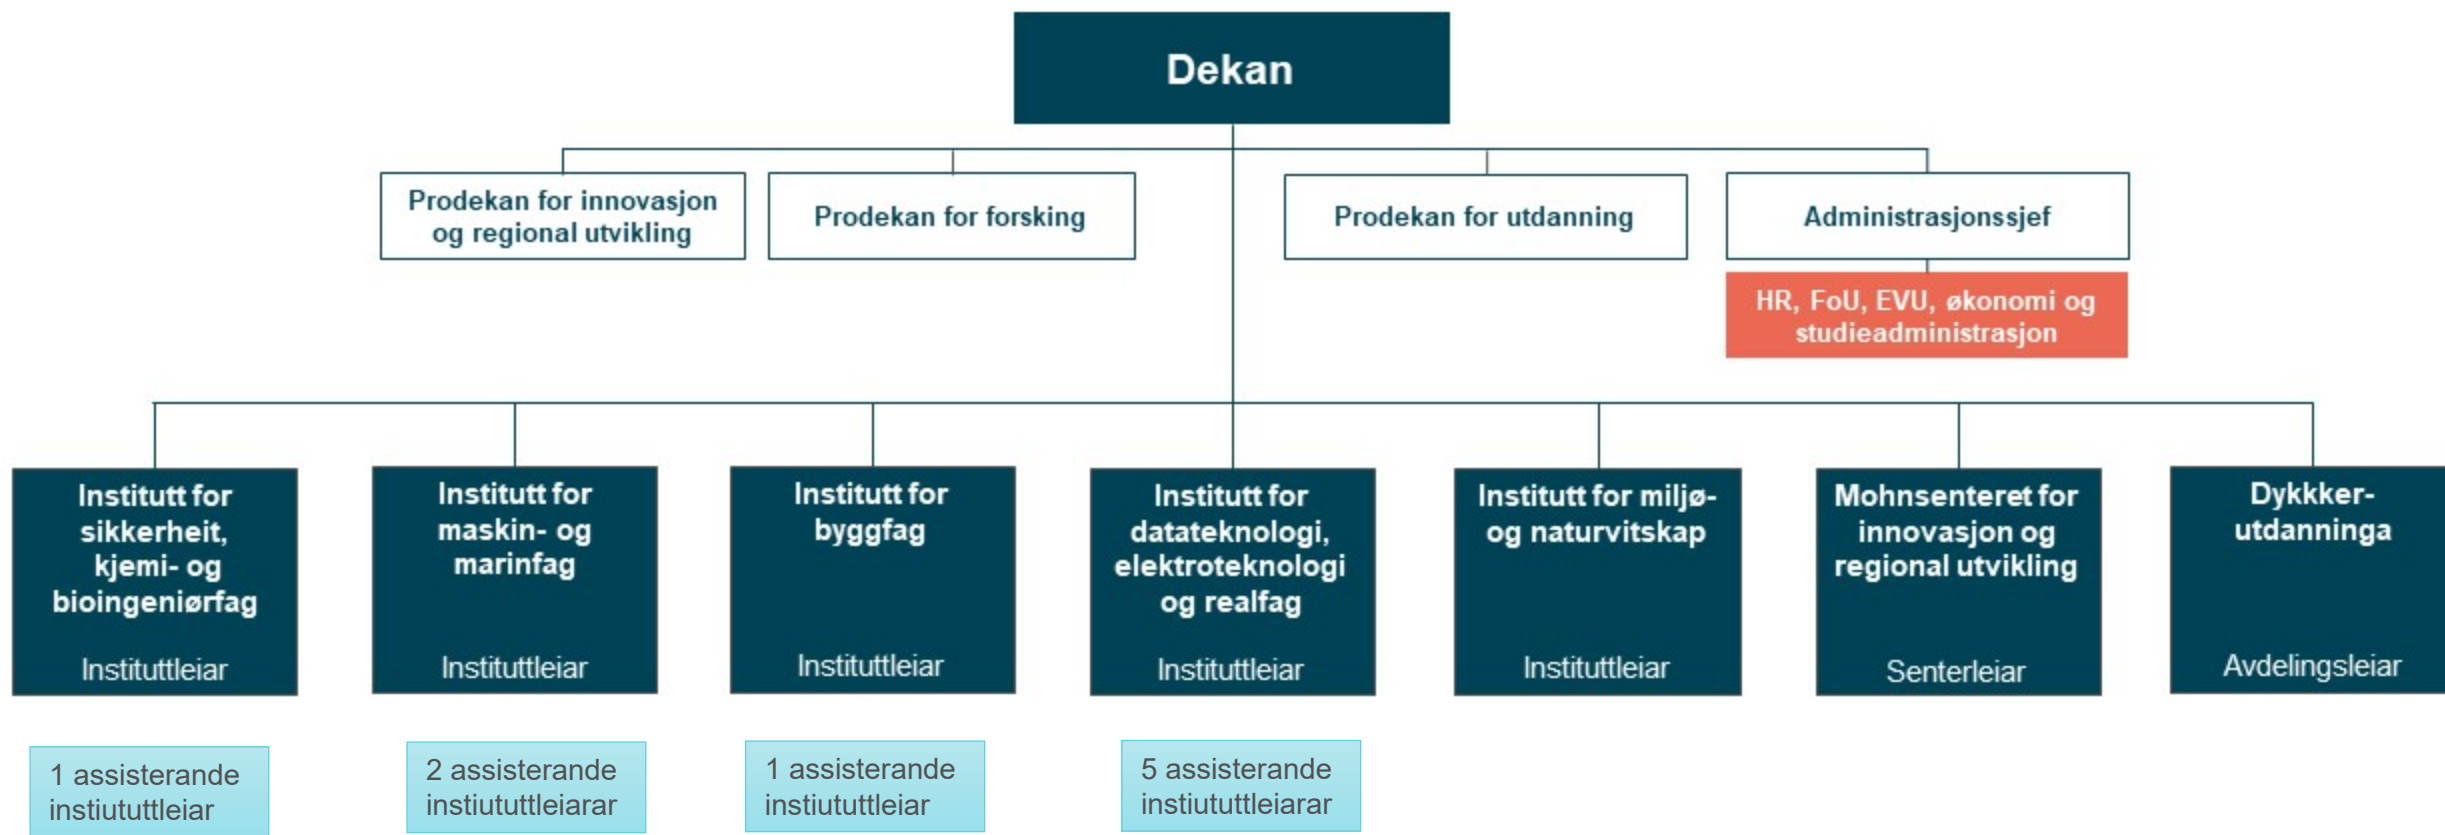 Dekan
Prodekan for innovasjon
og regional utvikling
Prodekan for forsking
Prodekan for utdanning
Administrasjonssjef
HR, FoU, EVU, økonomi og
studieadministrasjon
Institutt for
sikkerheit,
kjemi- og
bioingeniørfag
Instituttleiar
Institutt for
maskin- og
marinfag
Instituttleiar
Institutt for
byggfag
Instituttleiar
Institutt for
datateknologi,
elektroteknologi
og realfag
Instituttleiar
Institutt for miljø-
og naturvitskap
Instituttleiar
Mohnsenteret for
innovasjon og
regional utvikling
Senterleiar
Dykkker-
utdanninga
Avdelingsleiar
1 assisterande
instiututtleiar
2 assisterande
instiututtleiarar
1 assisterande
instiututtleiar
5 assisterande
instiututtleiarar